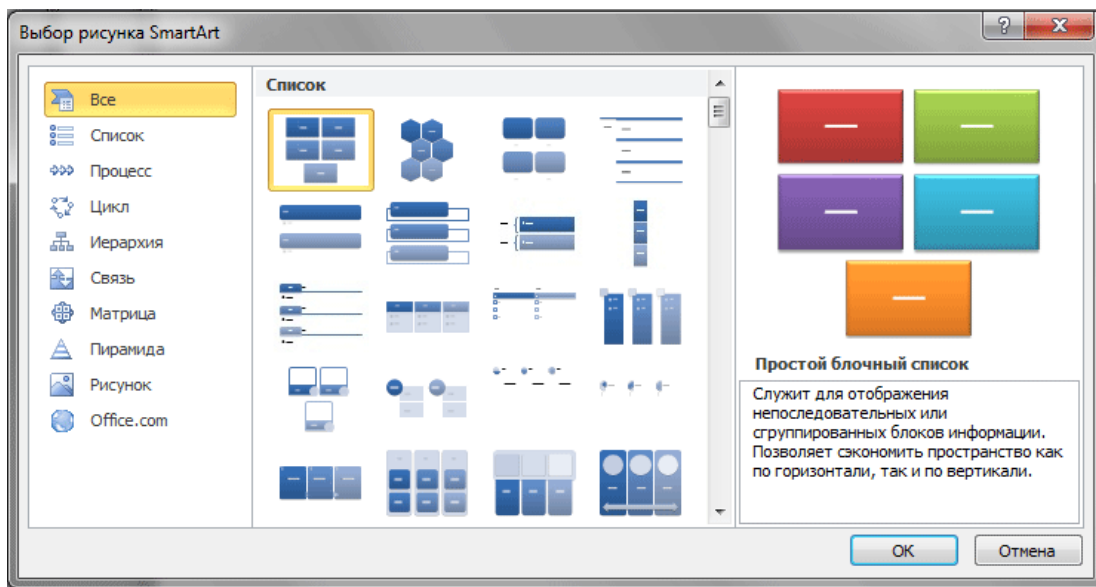 Выбор рисунка SmartArt
Все
Список
Процесс
Цикл
Иерархия
Связь
Матрица
Пирамида
Рисунок
Office.com
Список
Простой блочный список
Служит для отображения
непоследовательных или
сгруппированных блоков информации.
Позволяет сэкономить пространство как
по горизонтали, так и по вертикали.
ОК
Отмена